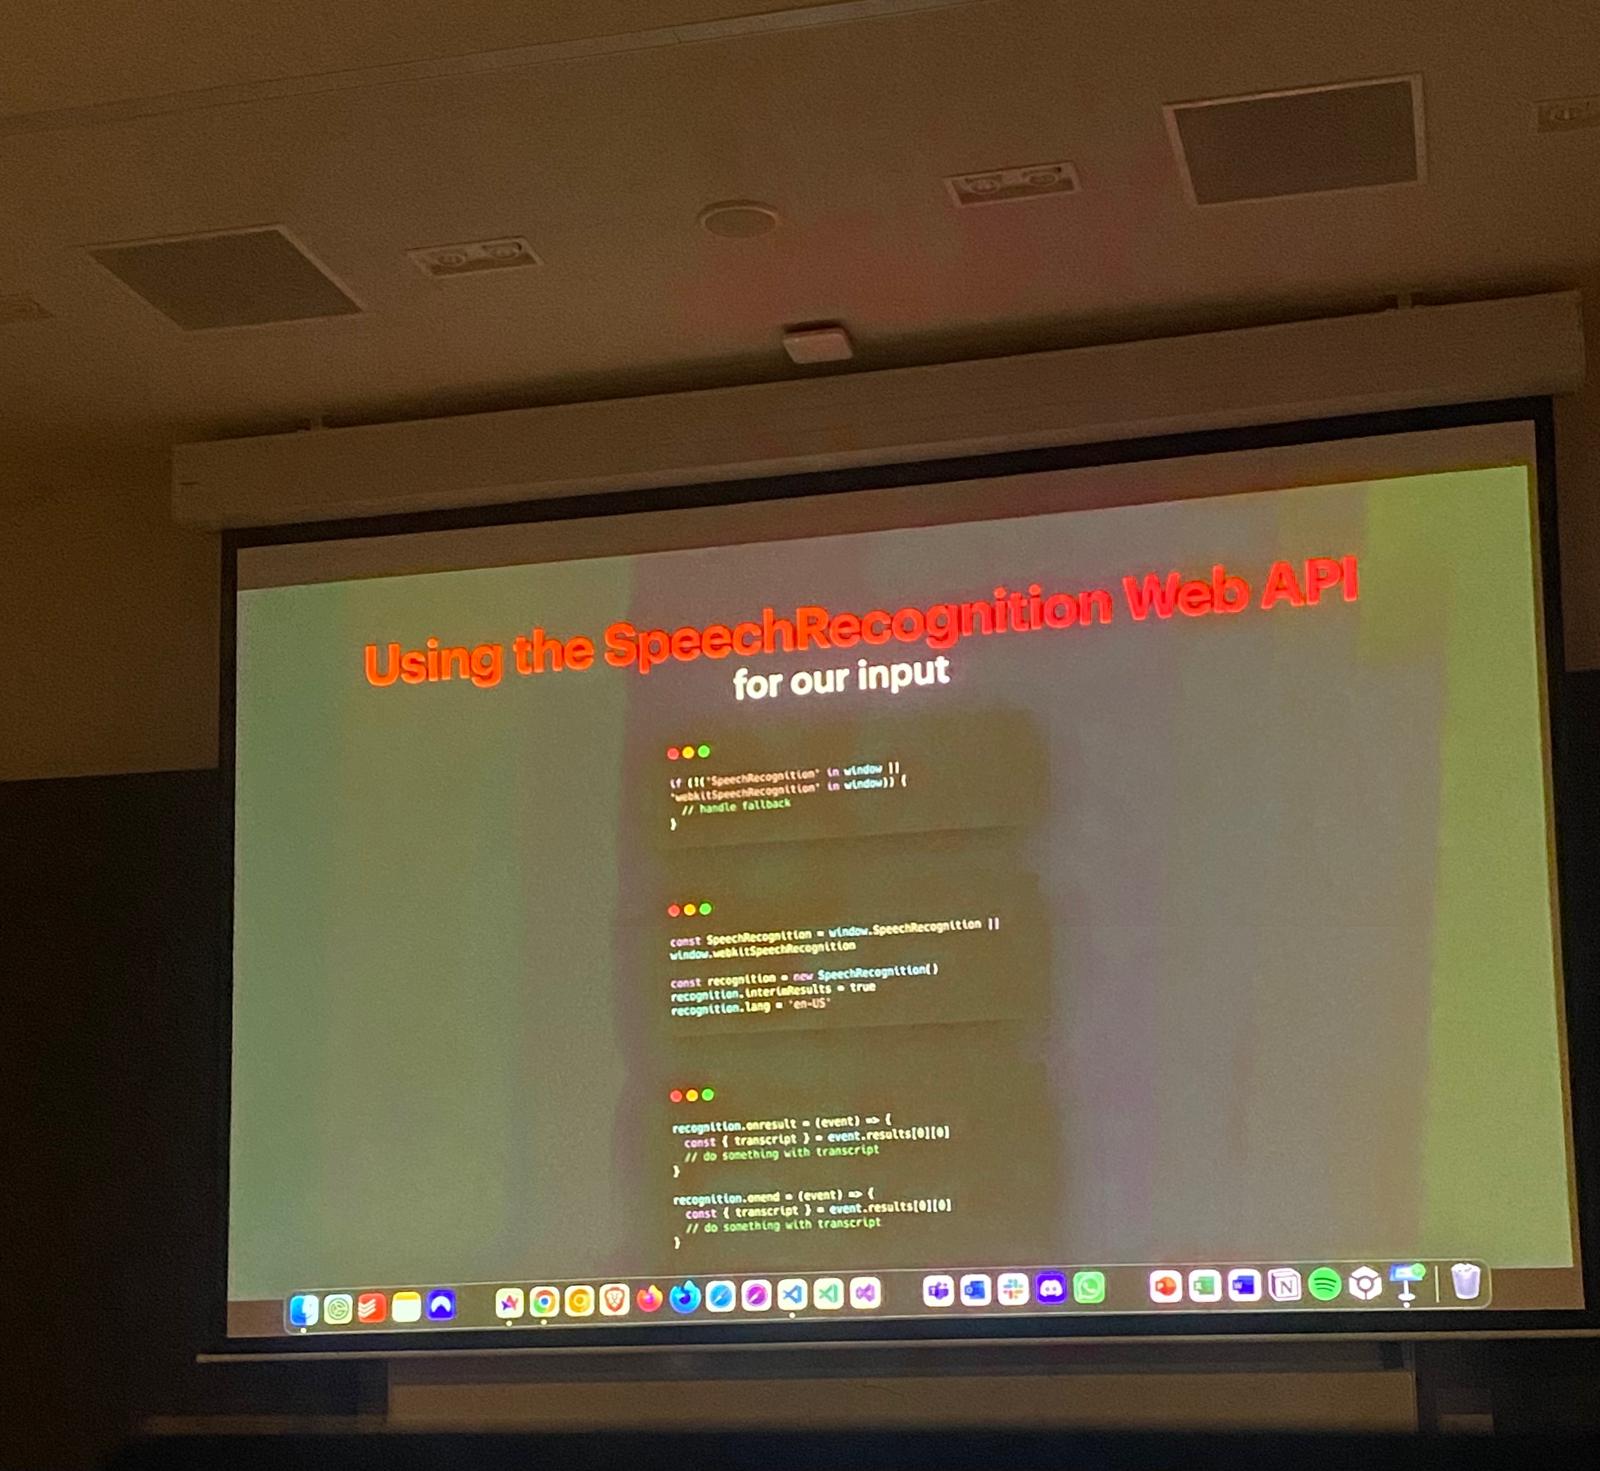 Using the SpeechRecognition Web API
for our input
if (!('SpeechRecognition' in window ||
'webkitSpeechRecognition' in window)) {
// handle fallback
}
const SpeechRecognition = window.SpeechRecognition ||
window.webkitSpeechRecognition
const recognition = new SpeechRecognition()
recognition.interimResults = true
recognition.lang = 'en-US'
recognition.onresult = (event) => {
const { transcript } = event.results[0][0]
// do something with transcript
}
recognition.onend = (event) => {
const { transcript } = event.results[0][0]
// do something with transcript
}